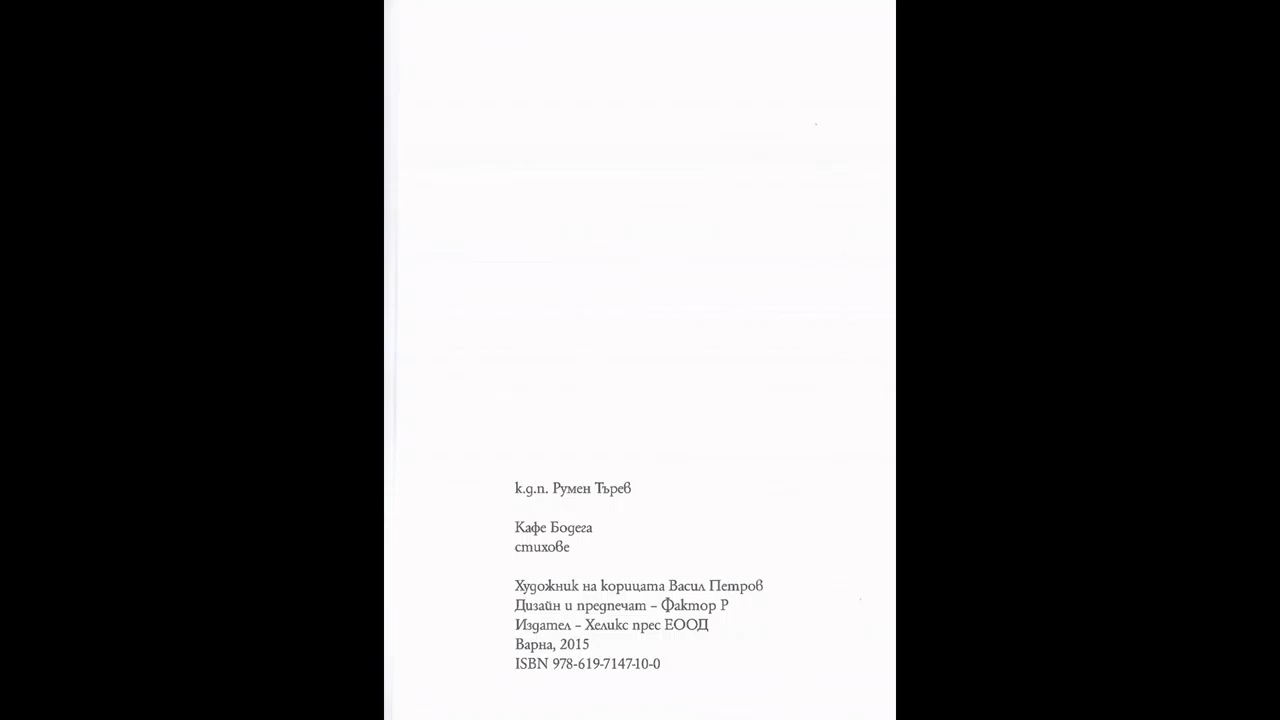 к.д.п. Румен Търев
Кафе Бодега
стихове
Художник на корицата Васил Петров
Дизайн и предпечат – Фактор Р
Издател – Хеликс прес ЕООД
Варна, 2015
ISBN 978-619-7147-10-0